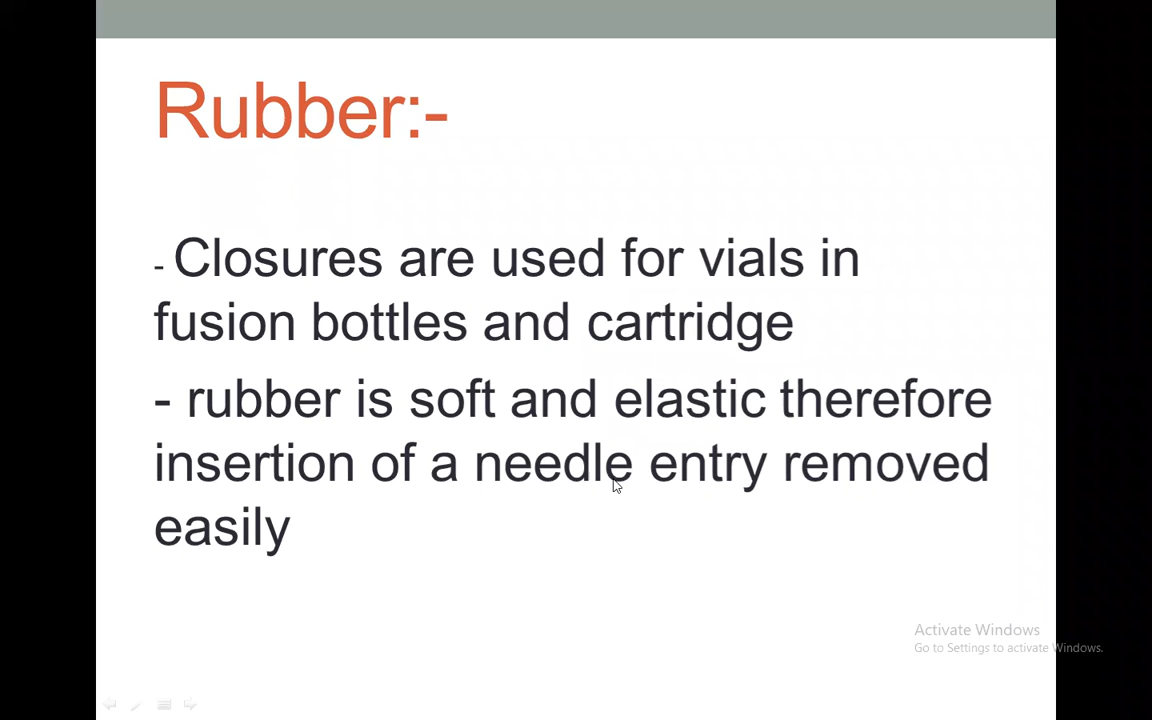 Rubber:-
- Closures are used for vials in
fusion bottles and cartridge
- rubber is soft and elastic therefore
insertion of a needle entry removed
easily
Activate Windows
Go to Settings to activate Windows.